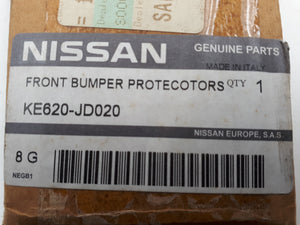 NISSAN
GENUINE PARTS
MADE IN ITALY
FRONT BUMPER PROTECOTORS QTY 1
KE620-JD020
NISSAN EUROPE, S.A.S.
8 G
NEGB1